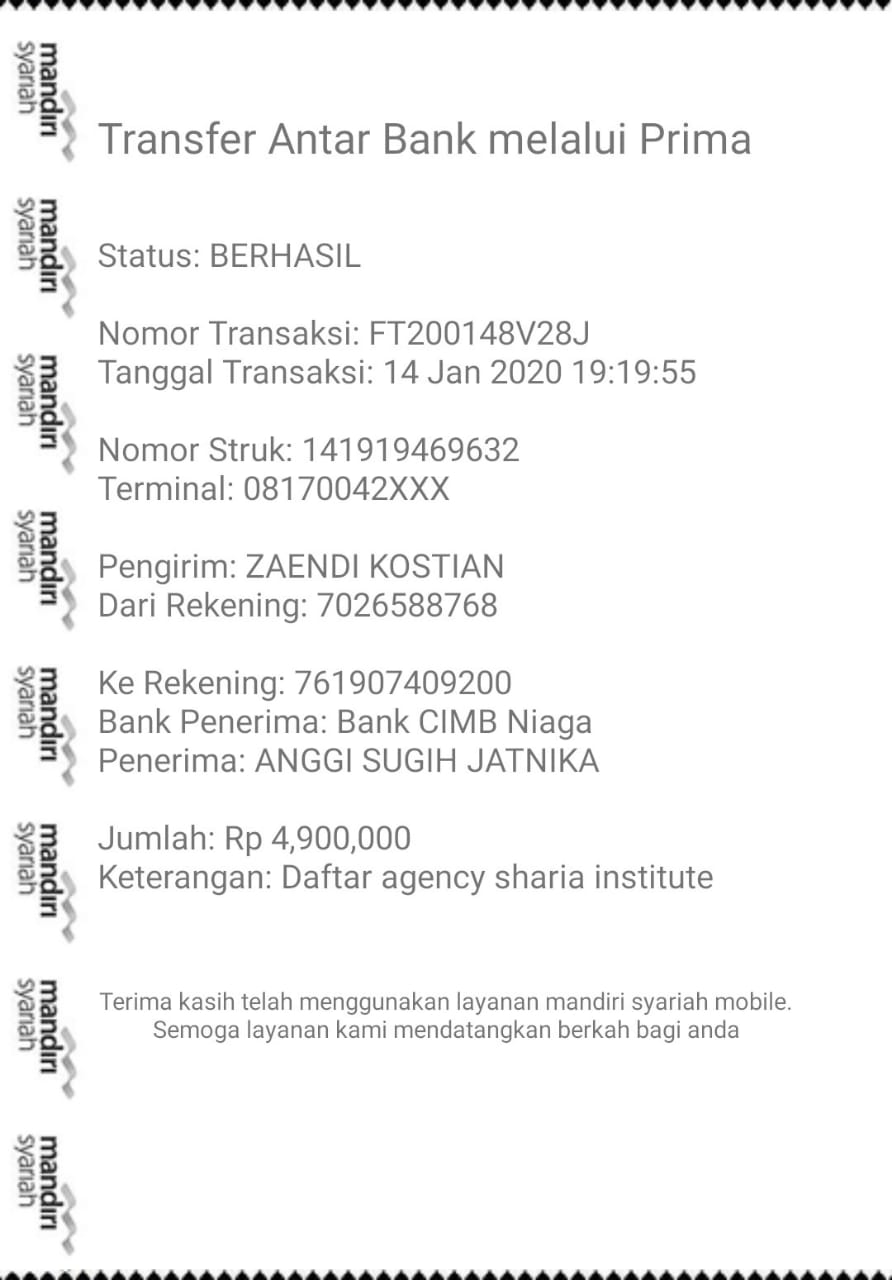 mandiri
syariah
mandiri
syariah
mandiri
syariah
mandiri
syariah
mandiri
syariah
mandiri
syariah
mandiri
syariah
mandiri
syariah
Transfer Antar Bank melalui Prima
Status: BERHASIL
Nomor Transaksi: FT200148V28J
Tanggal Transaksi: 14 Jan 2020 19:19:55
Nomor Struk: 141919469632
Terminal: 08170042XXX
Pengirim: ZAENDI KOSTIAN
Dari Rekening: 7026588768
Ke Rekening: 761907409200
Bank Penerima: Bank CIMB Niaga
Penerima: ANGGI SUGIH JATNIKA
Jumlah: Rp 4,900,000
Keterangan: Daftar agency sharia institute
Terima kasih telah menggunakan layanan mandiri syariah mobile.
Semoga layanan kami mendatangkan berkah bagi anda